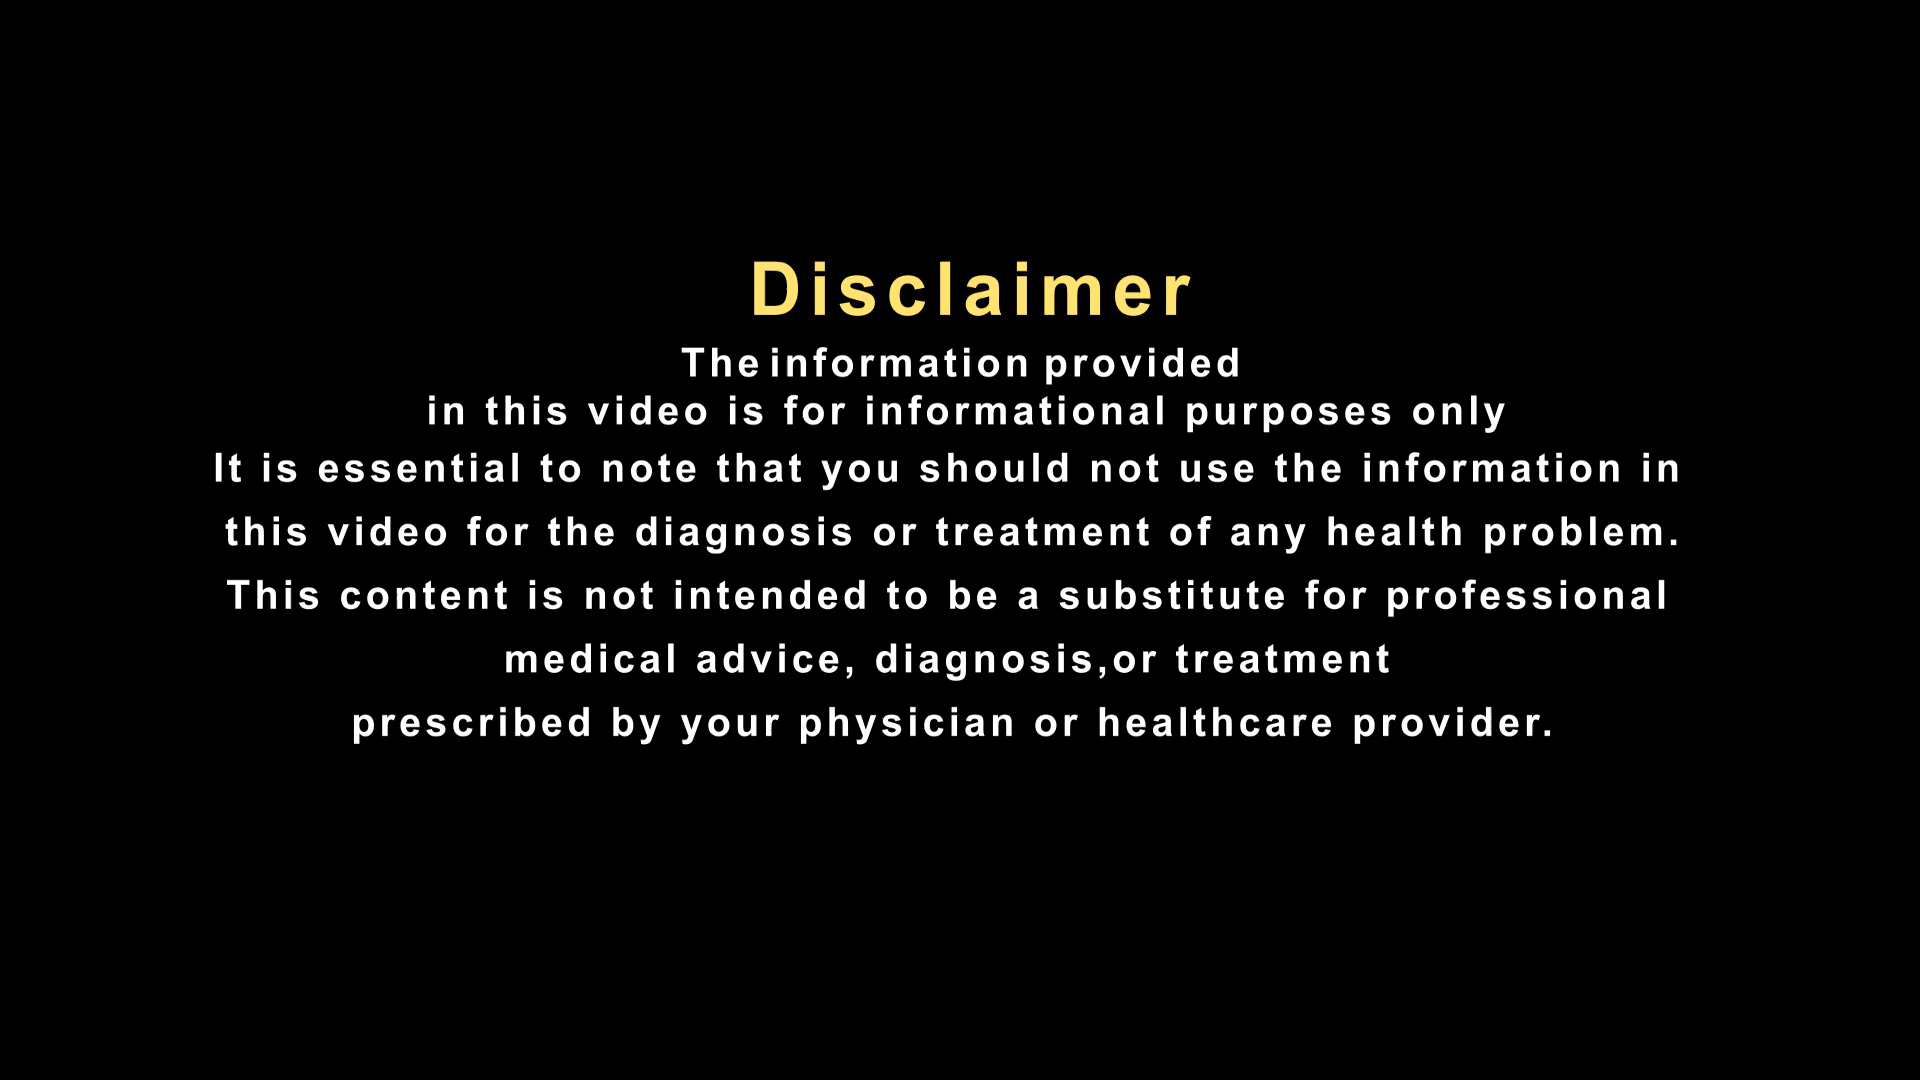 Disclaimer
The information provided
in this video is for informational purposes only
It is essential to note that you should not use the information in
this video for the diagnosis or treatment of any health problem.
This content is not intended to be a substitute for professional
medical advice, diagnosis,or treatment
prescribed by your physician or healthcare provider.